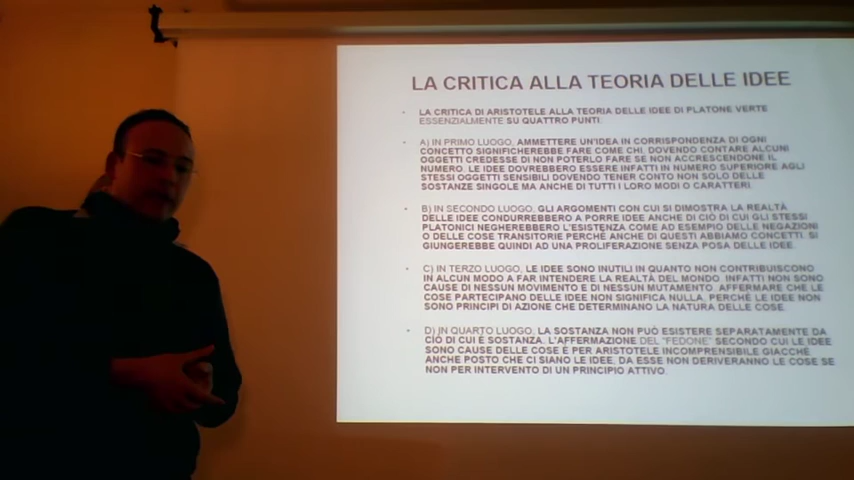 LA CRITICA ALLA TEORIA DELLE IDEE
LA CRITICA DI ARISTOTELE ALLA TEORIA DELLE IDEE DI PLATONE VERTE
ESSENZIALMENTE SU QUATTRO PUNTI.
A) IN PRIMO LUOGO, AMMETTERE UN'IDEA IN CORRISPONDENZA DI OGNI
CONCETTO SIGNIFICHEREBBE FARE COME CHI, DOVENDO CONTARE ALCUNI
OGGETTI CREDESSE DI NON POTERLO FARE SE NON ACCRESCENDONE IL
NUMERO. LE IDEE DOVREBBERO ESSERE INFATTI IN NUMERO SUPERIORE AGLI
STESSI OGGETTI SENSIBILI DOVENDO TENER CONTO NON SOLO DELLE
SOSTANZE SINGOLE MA ANCHE DI TUTTI I LORO MODI O CARATTERI.
B) IN SECONDO LUOGO, GLI ARGOMENTI CON CUI SI DIMOSTRA LA REALTÀ
DELLE IDEE CONDURREBBERO A PORRE IDEE ANCHE DI CIÒ DI CUI GLI STESSI
PLATONICI NEGHEREBBERO L'ESISTENZA COME AD ESEMPIO DELLE NEGAZIONI
O DELLE COSE TRANSITORIE PERCHÈ ANCHE DI QUESTI ABBIAMO CONCETTI. SI
GIUNGEREBBE QUINDI AD UNA PROLIFERAZIONE SENZA POSA DELLE IDEE.
C) IN TERZO LUOGO, LE IDEE SONO INUTILI IN QUANTO NON CONTRIBUISCONO
IN ALCUN MODO A FAR INTENDERE LA REALTÀ DEL MONDO. INFATTI NON SONO
CAUSE DI NESSUN MOVIMENTO E DI NESSUN MUTAMENTO. AFFERMARE CHE LE
COSE PARTECIPANO DELLE IDEE NON SIGNIFICA NULLA, PERCHÈ LE IDEE NON
SONO PRINCIPI DI AZIONE CHE DETERMINANO LA NATURA DELLE COSE.
D) IN QUARTO LUOGO, LA SOSTANZA NON PUÒ ESISTERE SEPARATAMENTE DA
CIÒ DI CUI È SOSTANZA. L'AFFERMAZIONE DEL "FEDONE" SECONDO CUI LE IDEE
SONO CAUSE DELLE COSE È PER ARISTOTELE INCOMPRENSIBILE GIACCHÈ
ANCHE POSTO CHE CI SIANO LE IDEE, DA ESSE NON DERIVERANNO LE COSE SE
NON PER INTERVENTO DI UN PRINCIPIO ATTIVO.